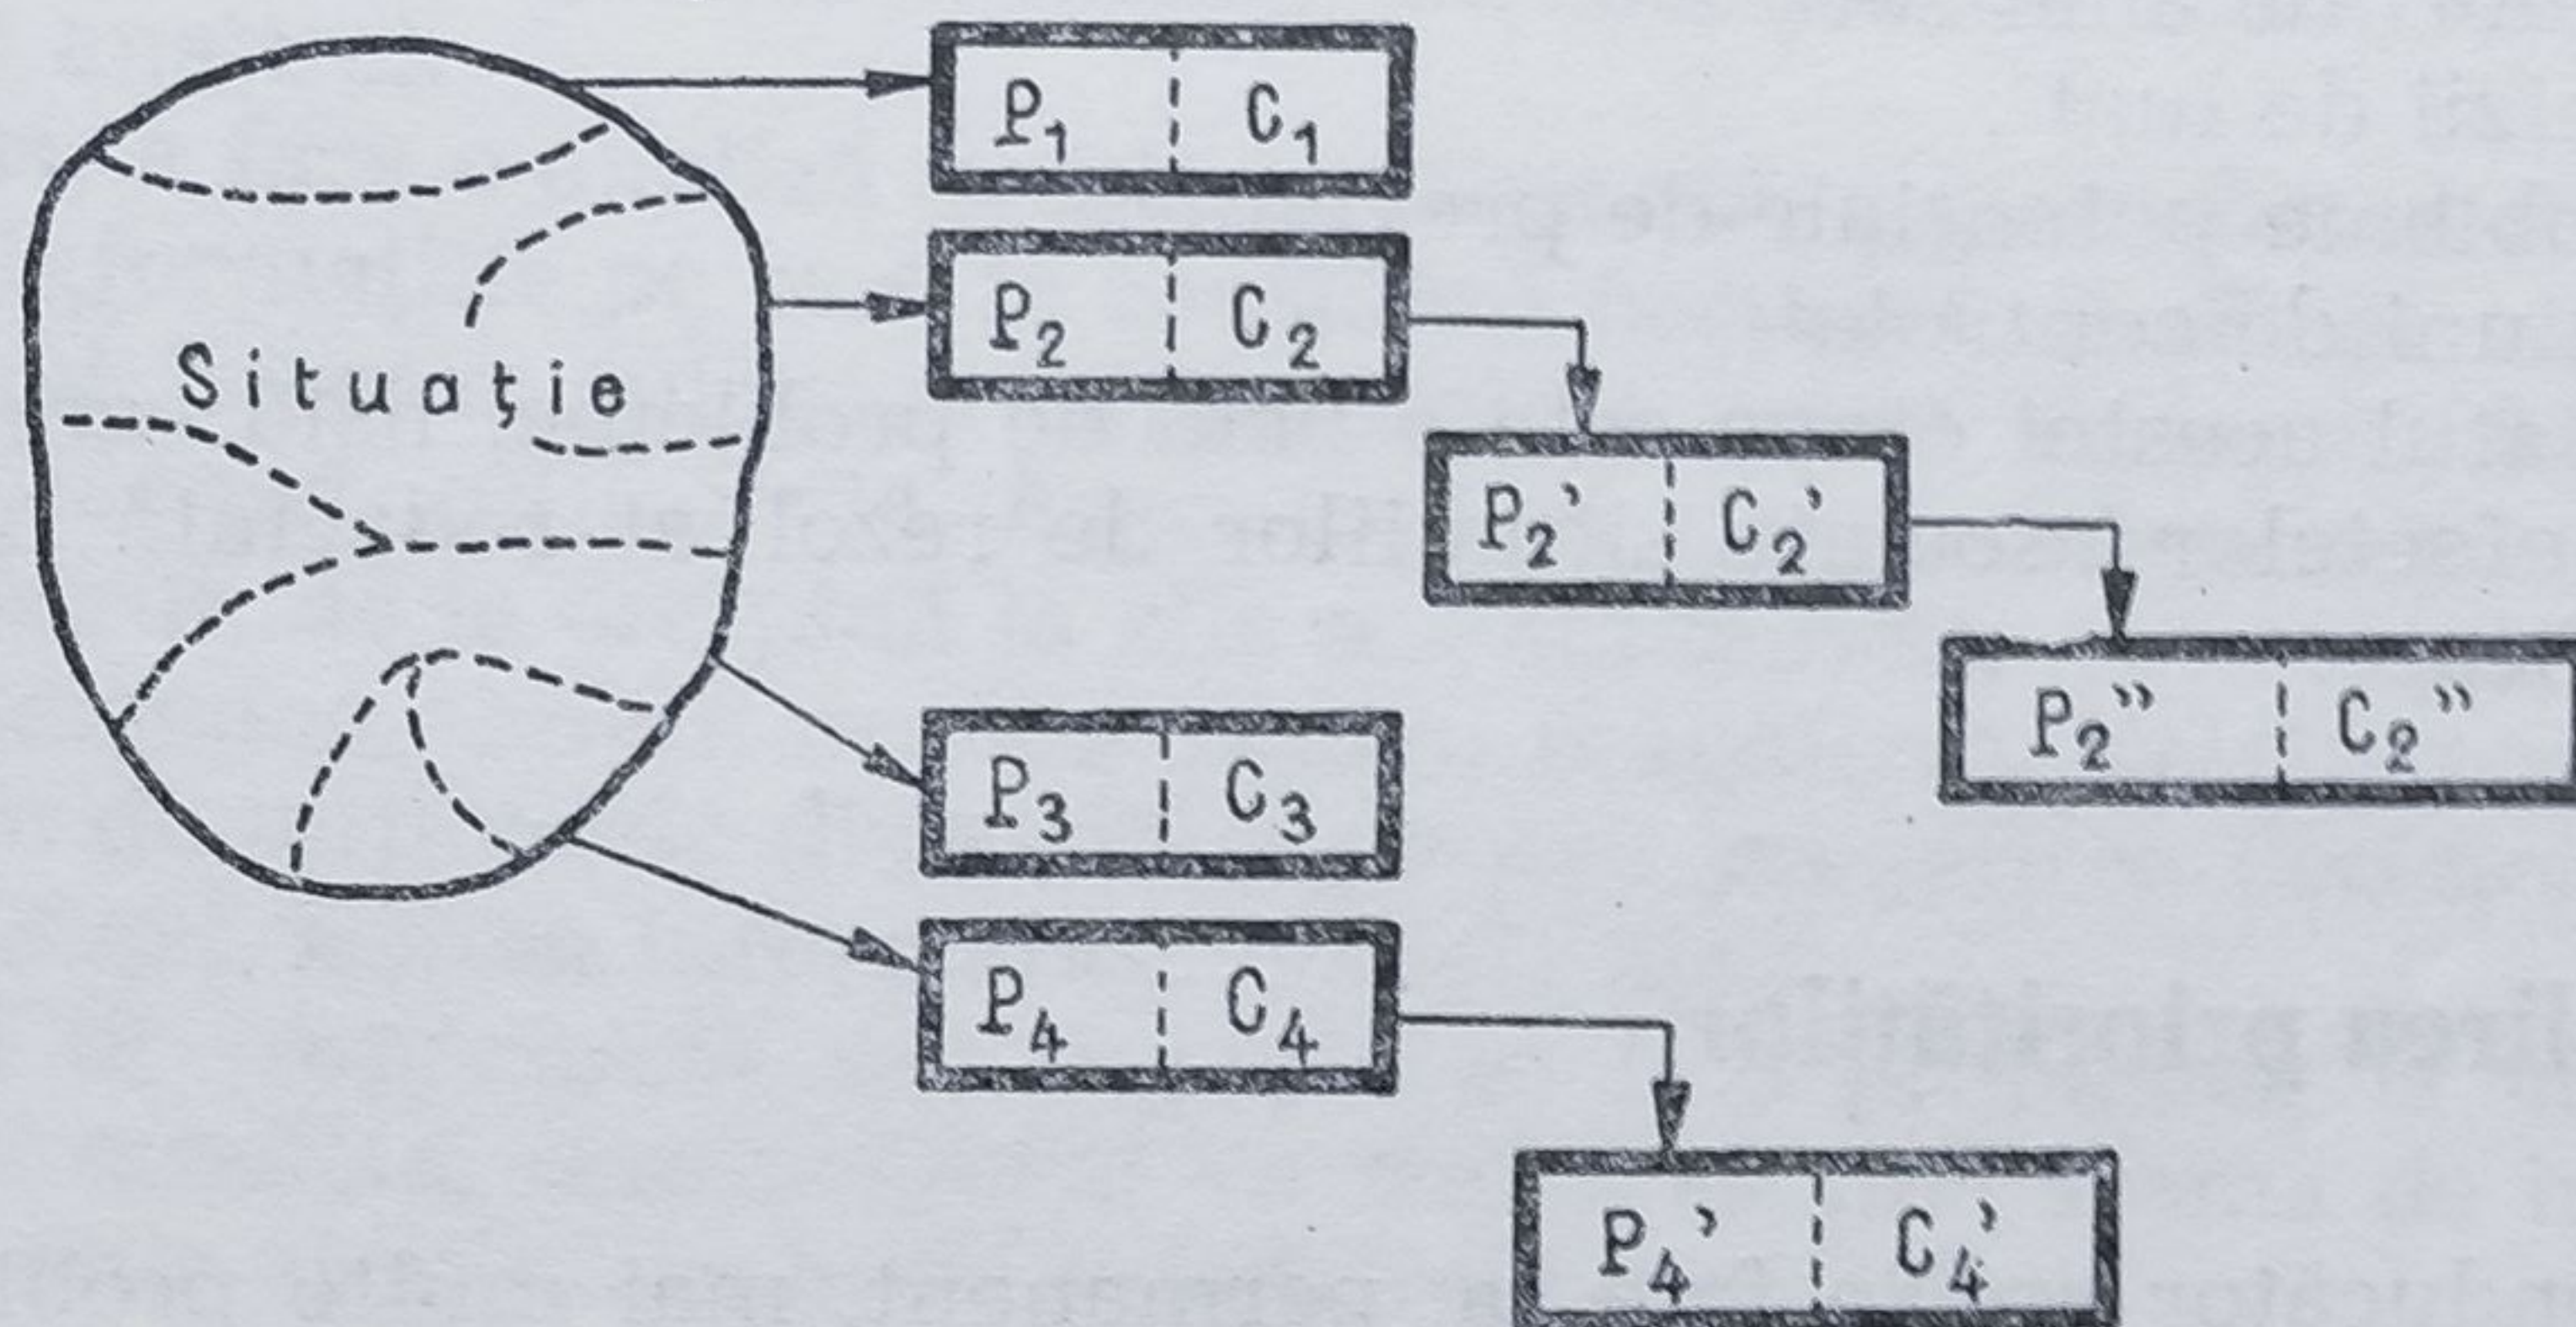 Situație
P₁ C₁
P₂ C₂
P₂' C₂'
P₂" C₂"
P₃ C₃
P₄ C₄
P₄' C₄'